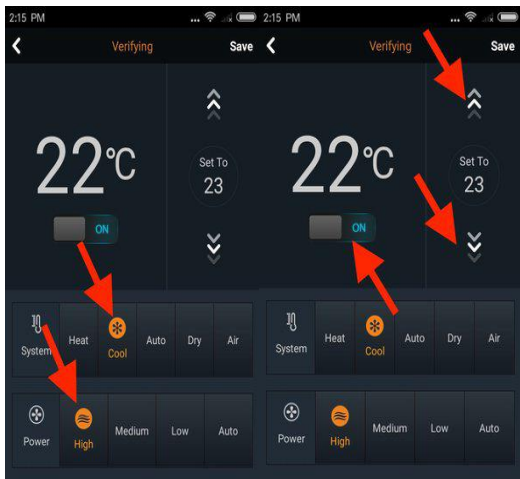 2:15 PM ...
Verifying Save
22°C
Set To
23
ON
System Heat Cool Auto Dry Air
Power High Medium Low Auto
2:15 PM ...
Verifying Save
22°C
Set To
23
ON
System Heat Cool Auto Dry Air
Power High Medium Low Auto